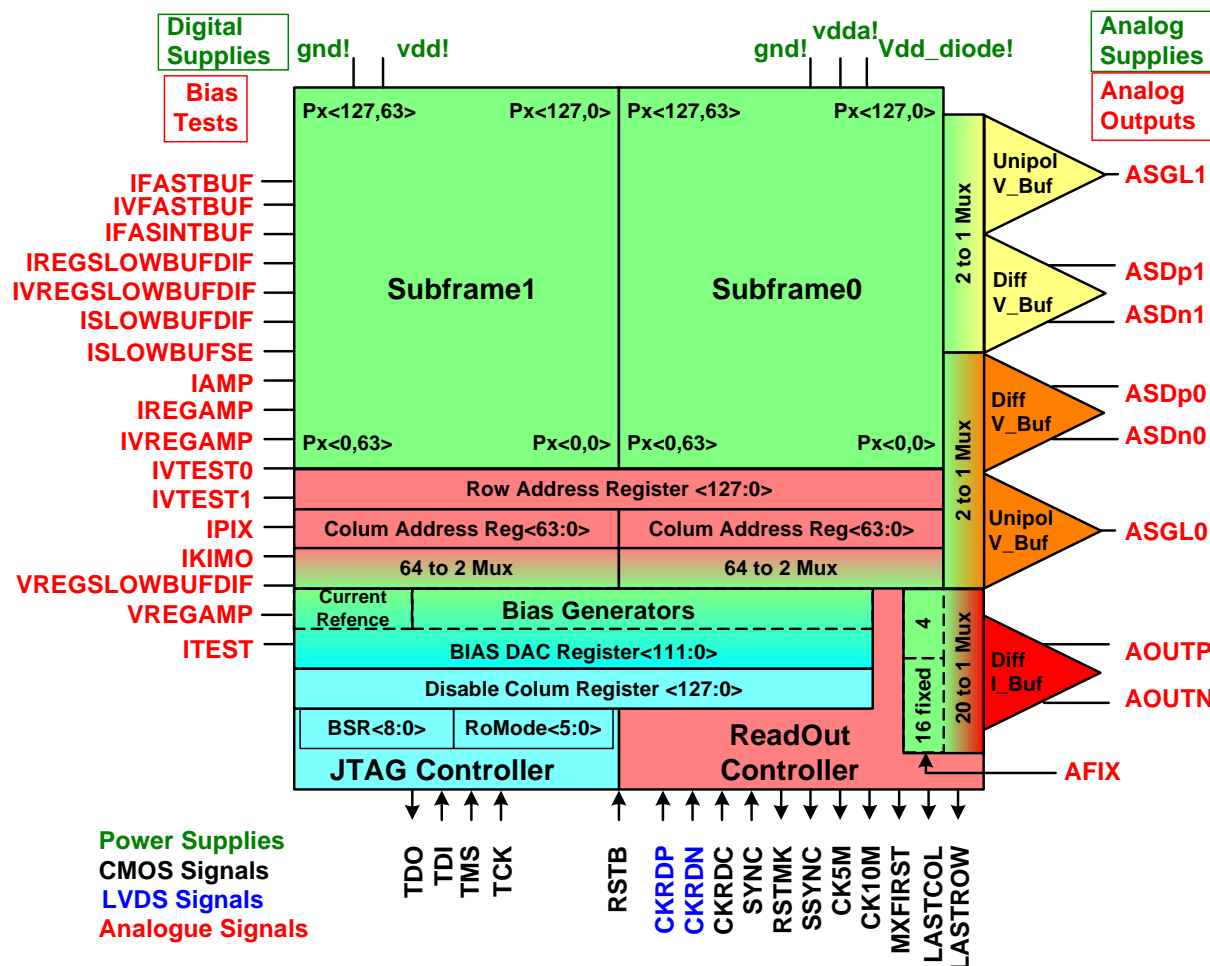 Digital
Supplies
gnd!
vdd!
gnd!
vdda!
Vdd_diode!
Analog
Supplies
Bias
Tests
Analog
Outputs
Px<127,63>
Px<127,0>
Px<127,63>
Px<127,0>
IFASTBUF
IVFASTBUF
IFASINTBUF
IREGSLOWBUFDIF
IVREGSLOWBUFDIF
ISLOWBUFDIF
ISLOWBUFSE
IAMP
IREGAMP
IVREGAMP
IVTEST0
IVTEST1
IPIX
IKIMO
VREGSLOWBUFDIF
VREGAMP
ITEST
Subframe1
Subframe0
Px<0,63>
Px<0,0>
Px<0,63>
Px<0,0>
Row Address Register <127:0>
Colum Address Reg<63:0>
Colum Address Reg<63:0>
64 to 2 Mux
64 to 2 Mux
Current
Refence
Bias Generators
BIAS DAC Register<111:0>
Disable Colum Register <127:0>
BSR<8:0>
RoMode<5:0>
JTAG Controller
ReadOut
Controller
2 to 1 Mux
2 to 1 Mux
4
16 fixed
20 to 1 Mux
Unipol
V_Buf
Diff
V_Buf
Diff
V_Buf
Unipol
V_Buf
Diff
I_Buf
ASGL1
ASDp1
ASDn1
ASDp0
ASDn0
ASGL0
AOUTP
AOUTN
AFIX
TDO
TDI
TMS
TCK
RSTB
CKRDP
CKRDN
CKRDC
SYNC
RSTMK
SSYNC
CK5M
CK10M
MXFIRST
LASTCOL
LASTROW
Power Supplies
CMOS Signals
LVDS Signals
Analogue Signals